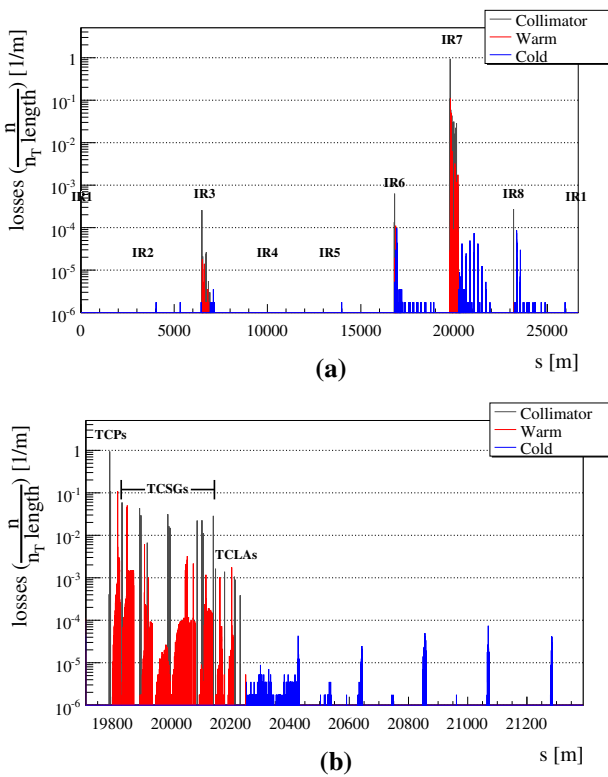 Collimator
Warm
Cold
losses (n/n_T length) [1/m]
1
10^-1
10^-2
10^-3
10^-4
10^-5
10^-6
IR1
IR2
IR3
IR4
IR5
IR6
IR7
IR8
IR1
0 5000 10000 15000 20000 25000
s [m]
(a)
Collimator
Warm
Cold
losses (n/n_T length) [1/m]
1
10^-1
10^-2
10^-3
10^-4
10^-5
10^-6
TCPs
TCSGs
TCLAs
19800 20000 20200 20400 20600 20800 21000 21200
s [m]
(b)